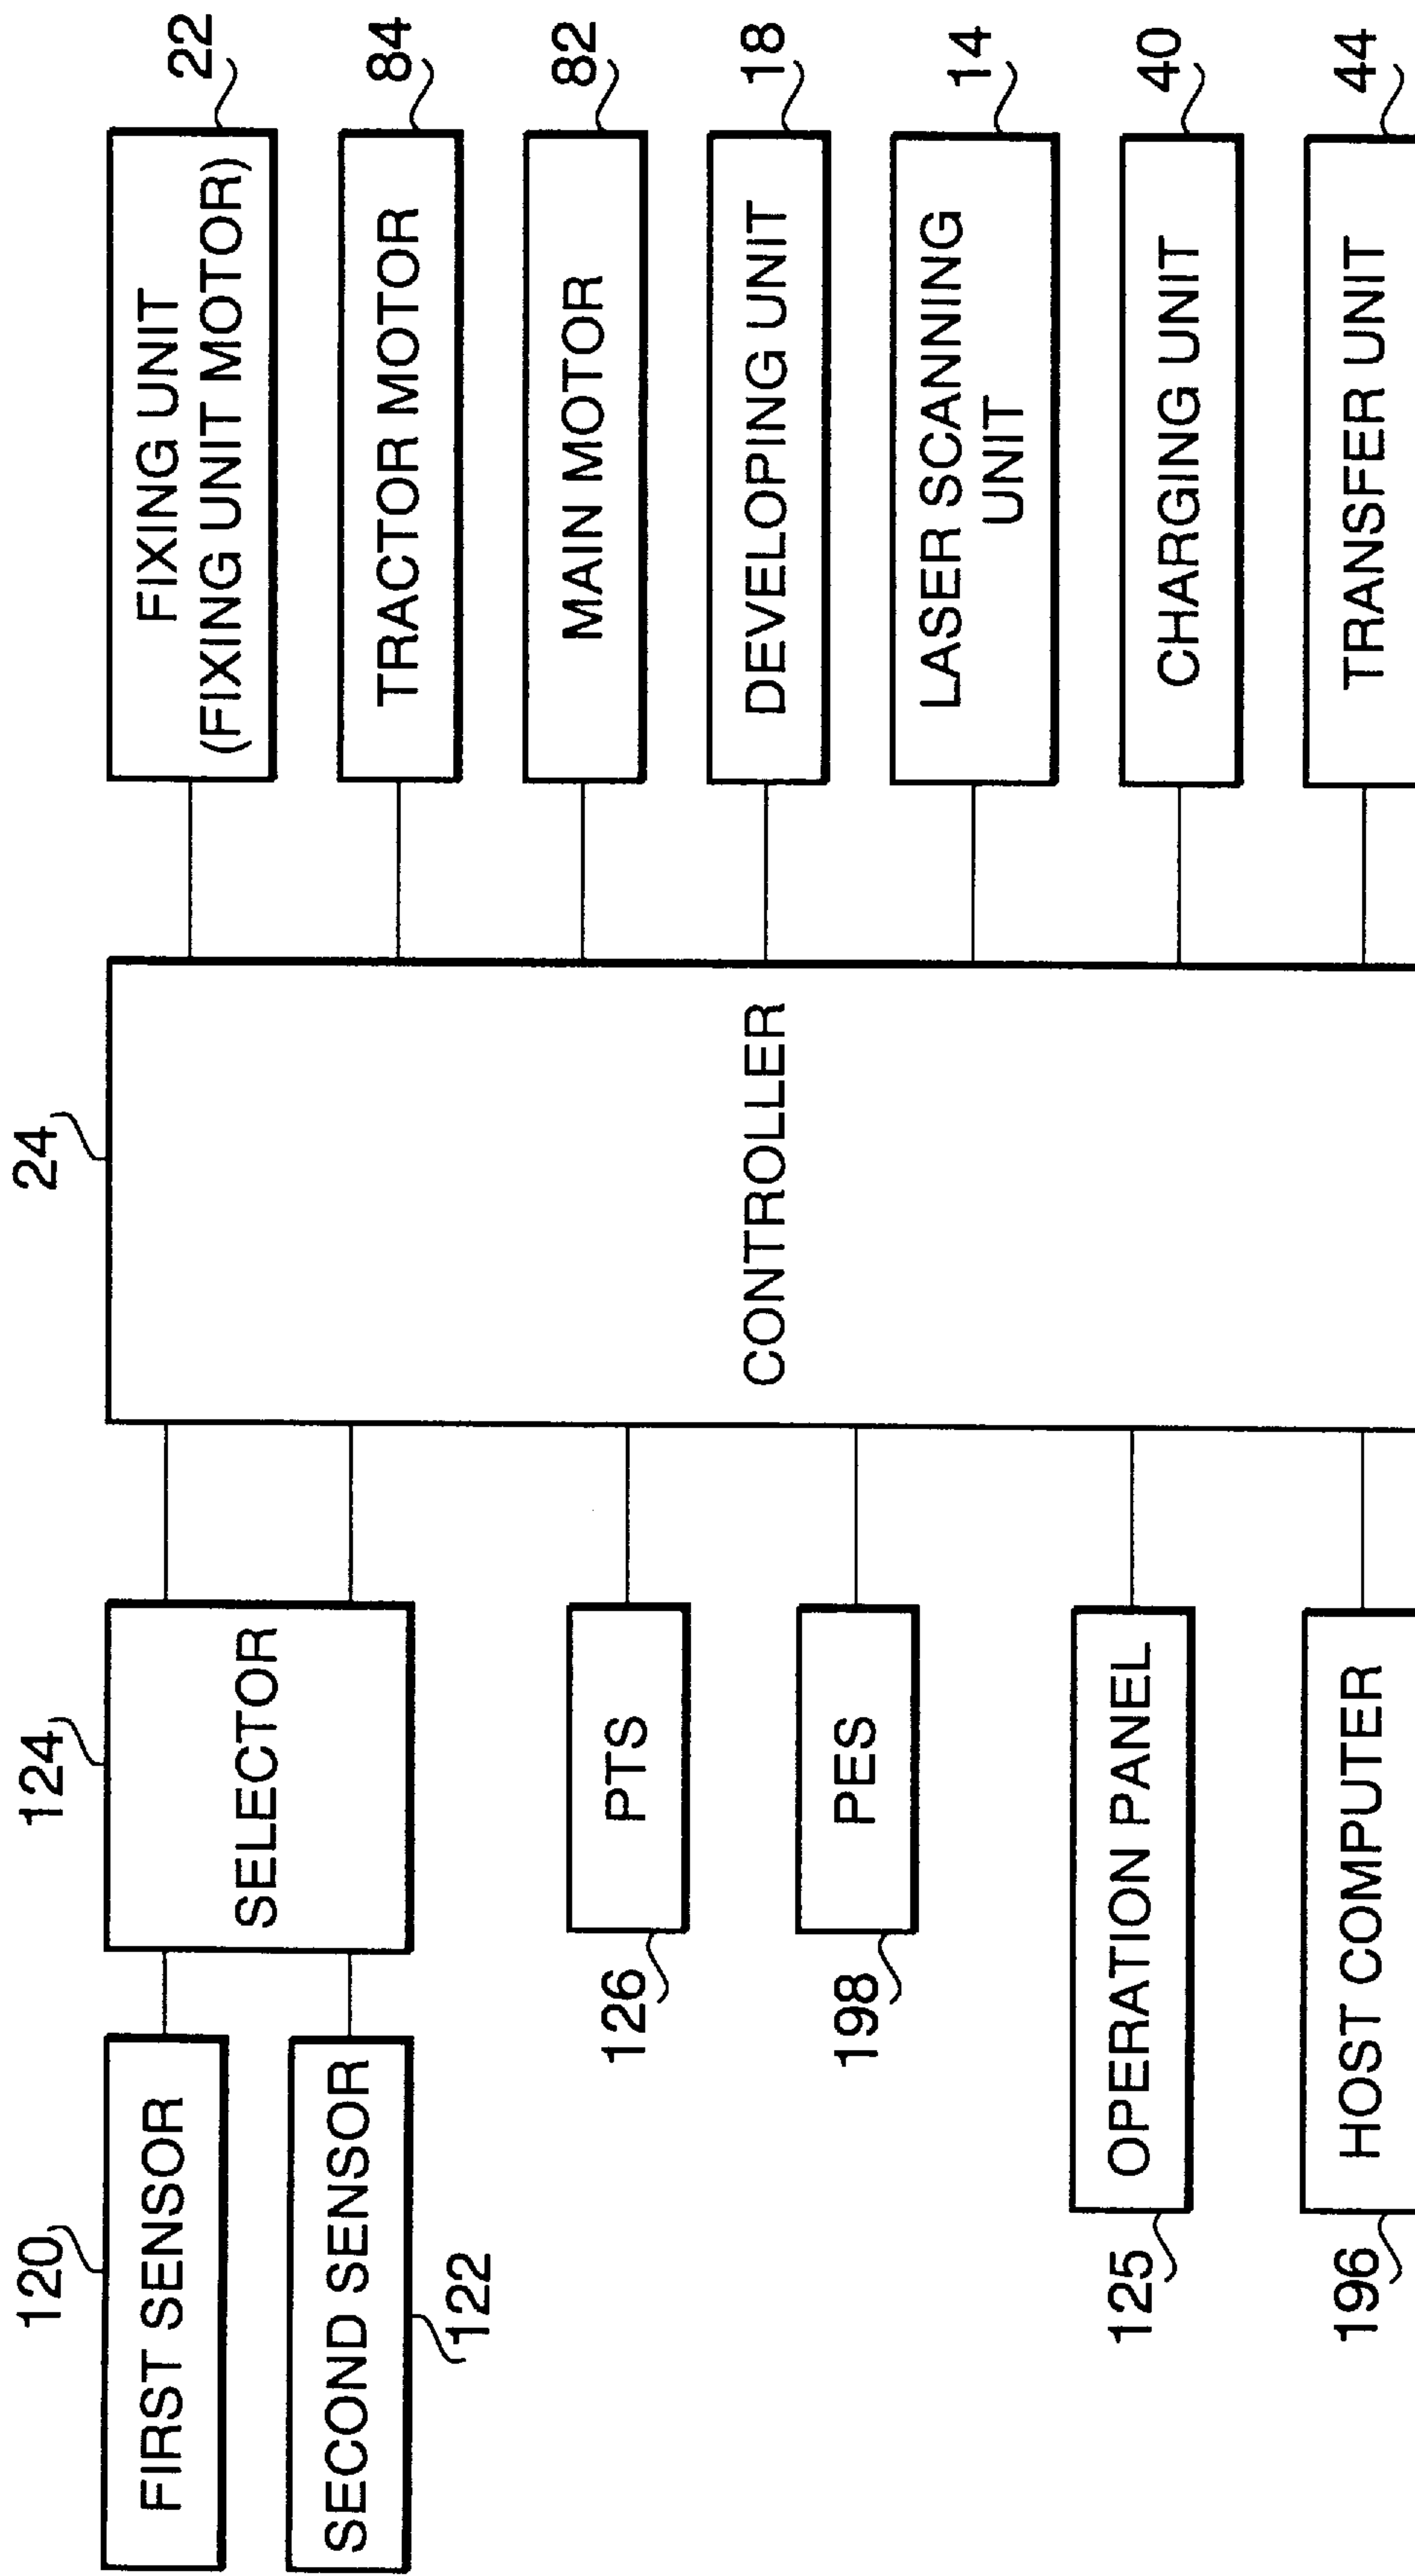 24
CONTROLLER
120
FIRST SENSOR
SECOND SENSOR
122
124
SELECTOR
PTS
126
PES
198
OPERATION PANEL
125
HOST COMPUTER
196
FIXING UNIT
(FIXING UNIT MOTOR)
22
TRACTOR MOTOR
84
MAIN MOTOR
82
DEVELOPING UNIT
18
LASER SCANNING
UNIT
14
CHARGING UNIT
40
TRANSFER UNIT
44